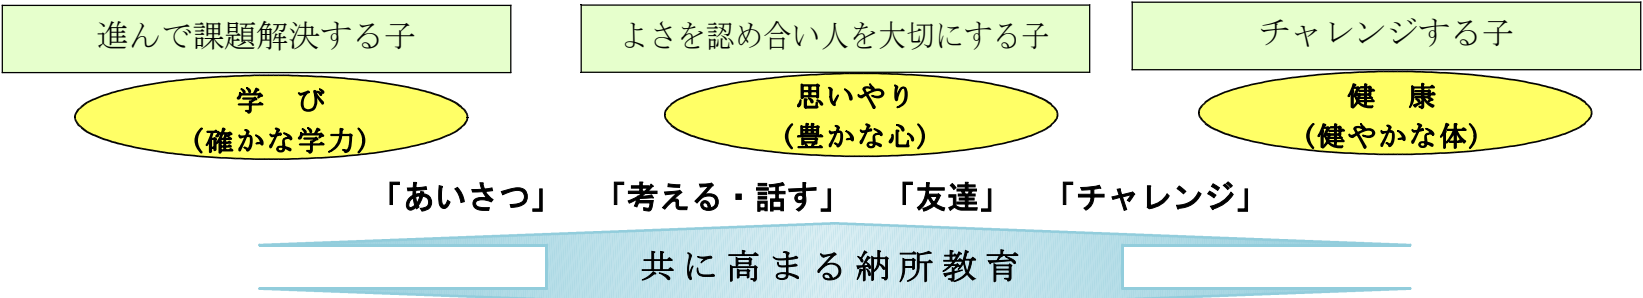 進んで課題解決する子
よさを認め合い人を大切にする子
チャレンジする子
学　び
(確かな学力)
思いやり
(豊かな心)
健　康
(健やかな体)
「あいさつ」　「考える・話す」　「友達」　「チャレンジ」
共に高まる納所教育